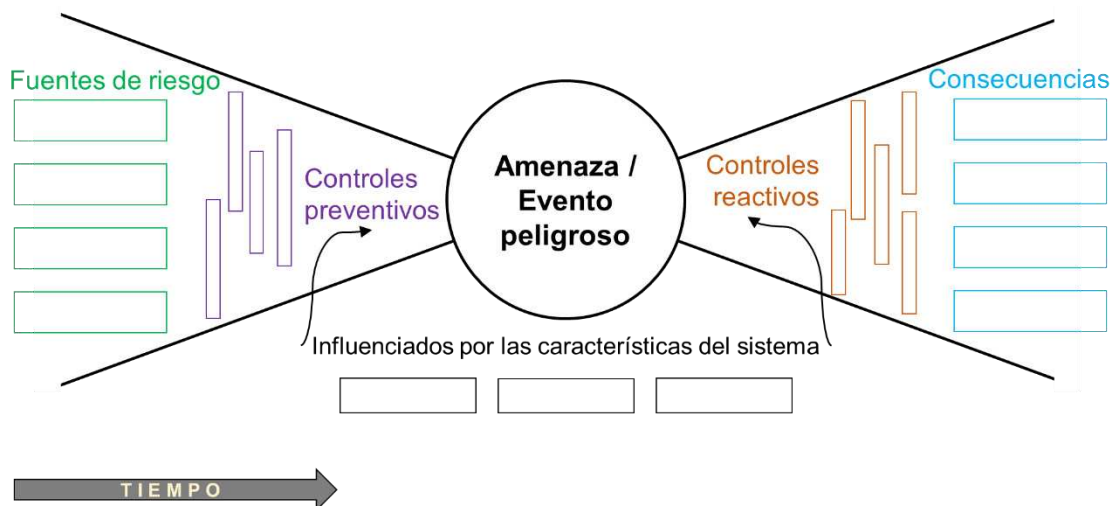 Fuentes de riesgo
Consecuencias
Controles
preventivos
Amenaza /
Evento
peligroso
Controles
reactivos
Influenciados por las características del sistema
TIEMPO